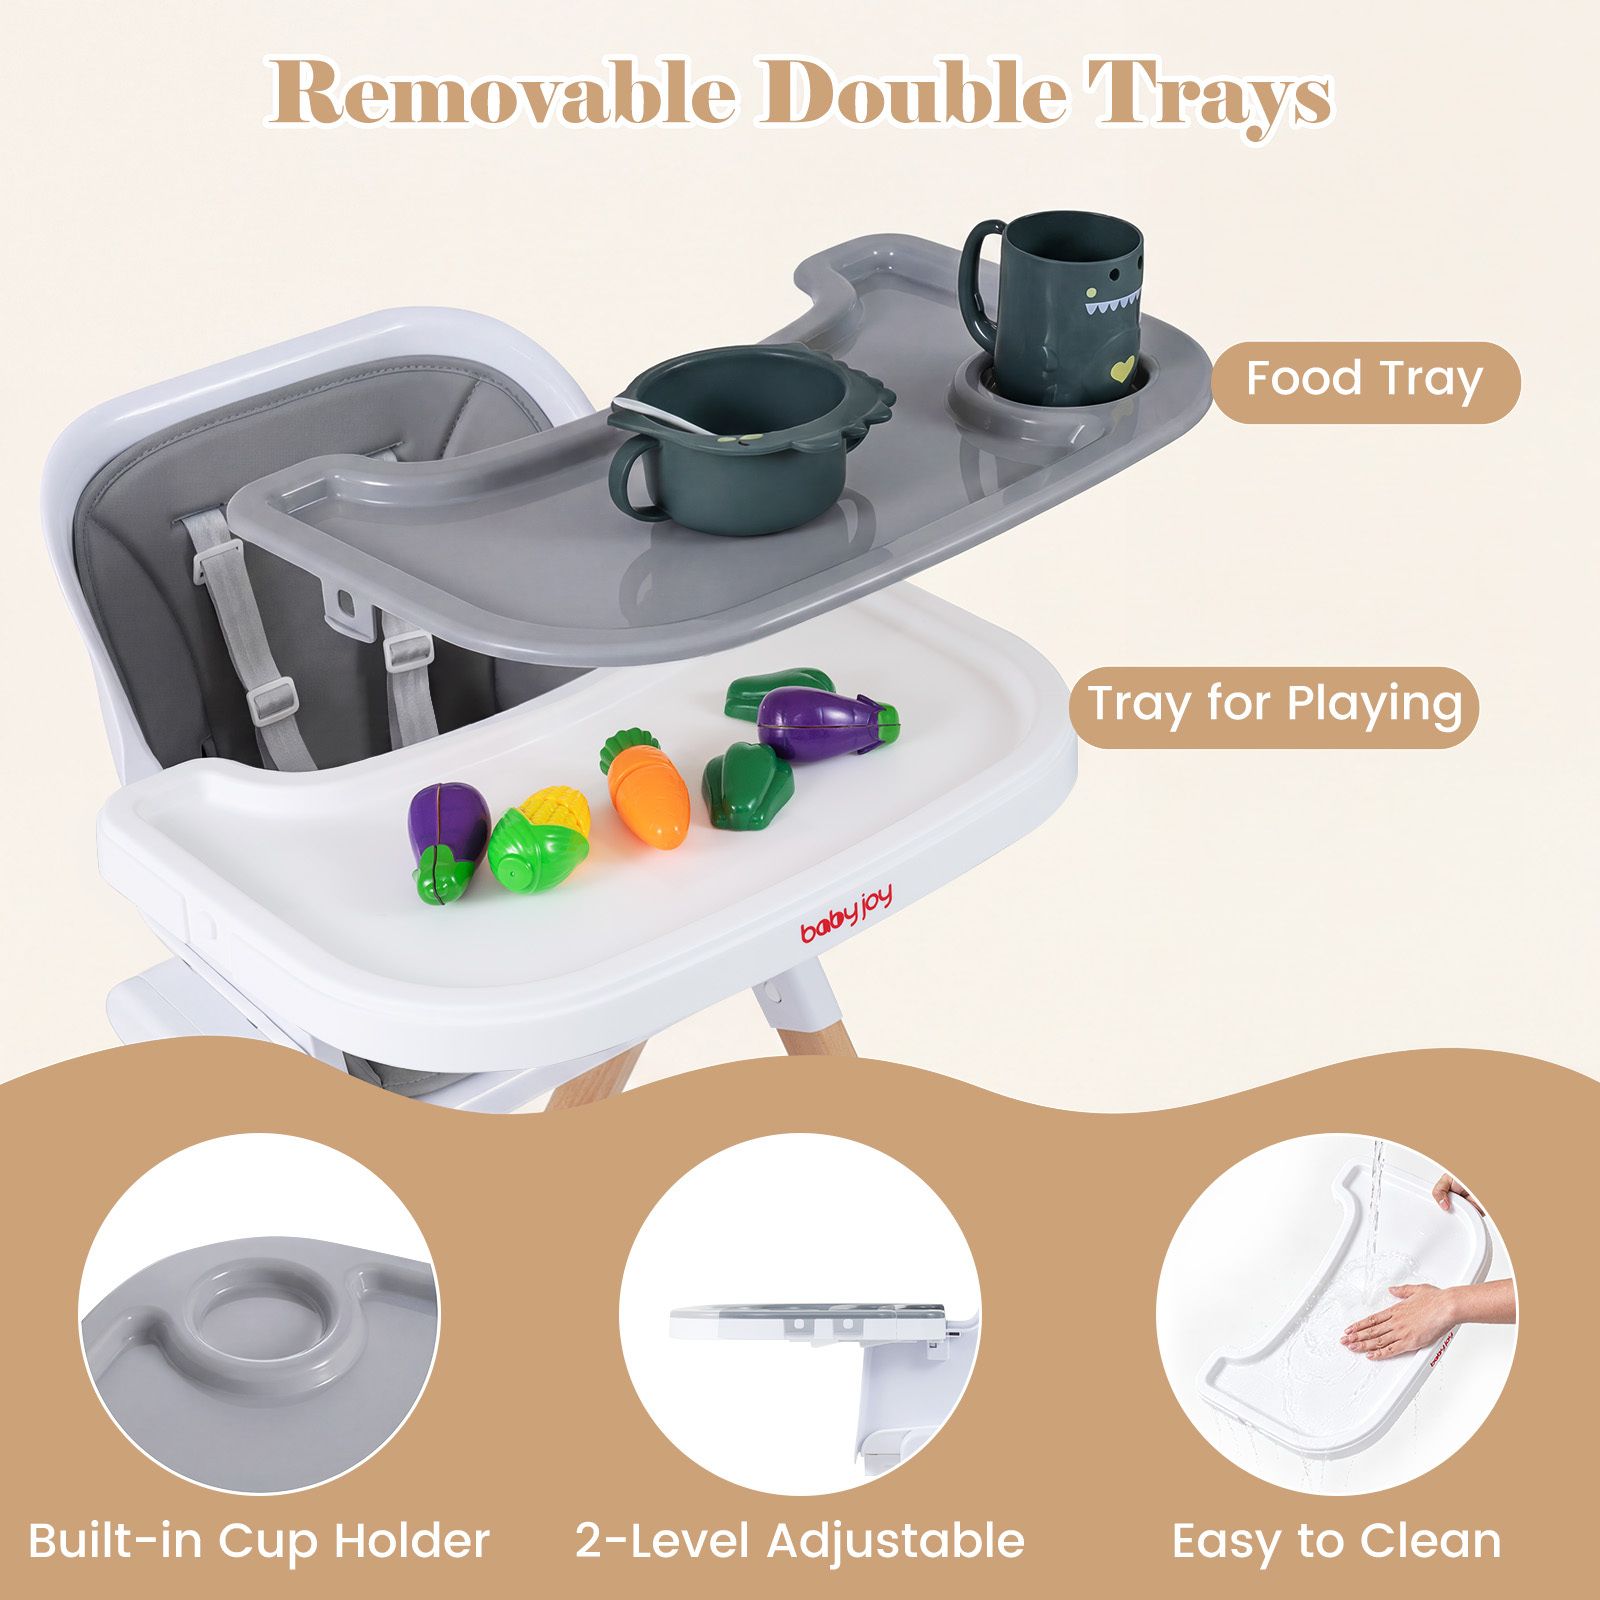 Removable Double Trays
Food Tray
Tray for Playing
babyjoy
Built-in Cup Holder
2-Level Adjustable
Easy to Clean